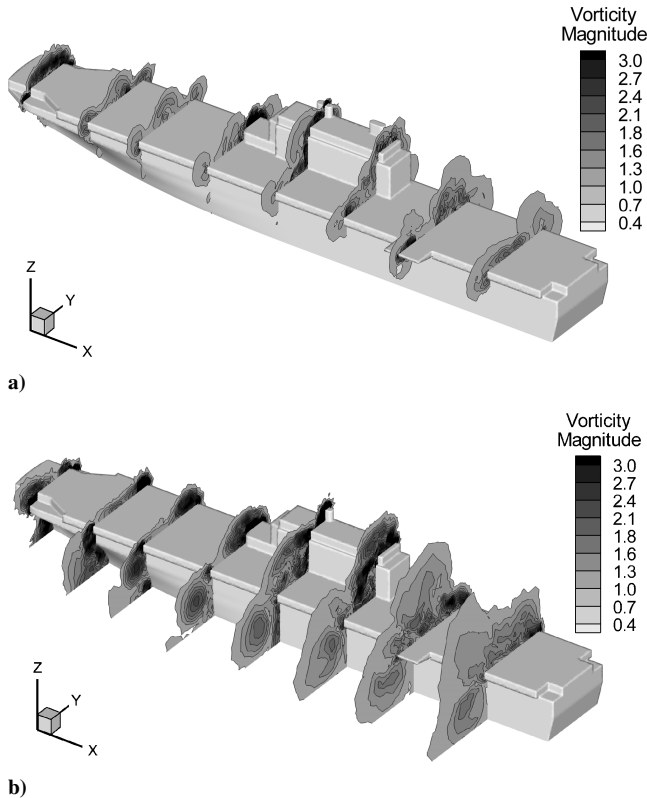 Vorticity
Magnitude
3.0
2.7
2.4
2.1
1.8
1.6
1.3
1.0
0.7
0.4
Z
Y
X
a)
Vorticity
Magnitude
3.0
2.7
2.4
2.1
1.8
1.6
1.3
1.0
0.7
0.4
Z
Y
X
b)